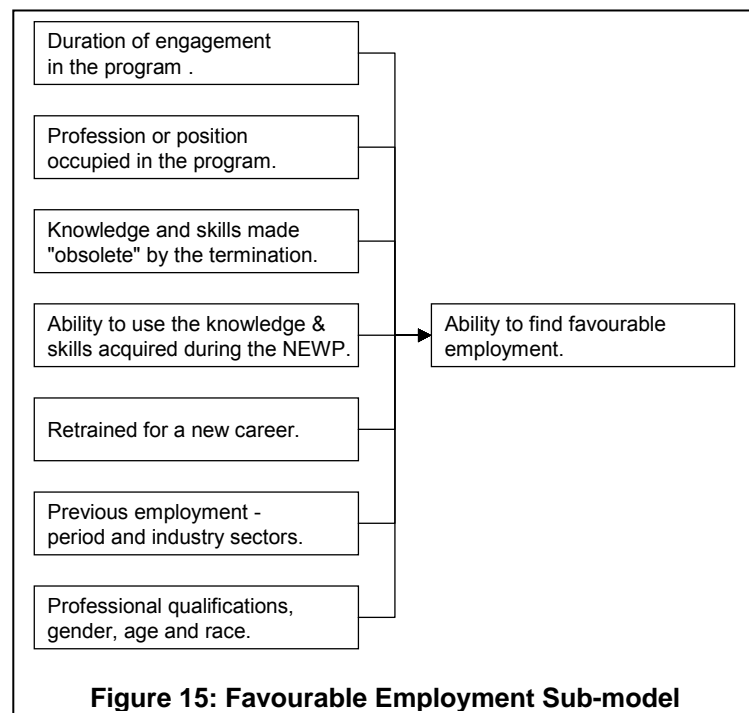 Duration of engagement
in the program .
Profession or position
occupied in the program.
Knowledge and skills made
"obsolete" by the termination.
Ability to use the knowledge &
skills acquired during the NEWP.
Ability to find favourable
employment.
Retrained for a new career.
Previous employment -
period and industry sectors.
Professional qualifications,
gender, age and race.
Figure 15: Favourable Employment Sub-model